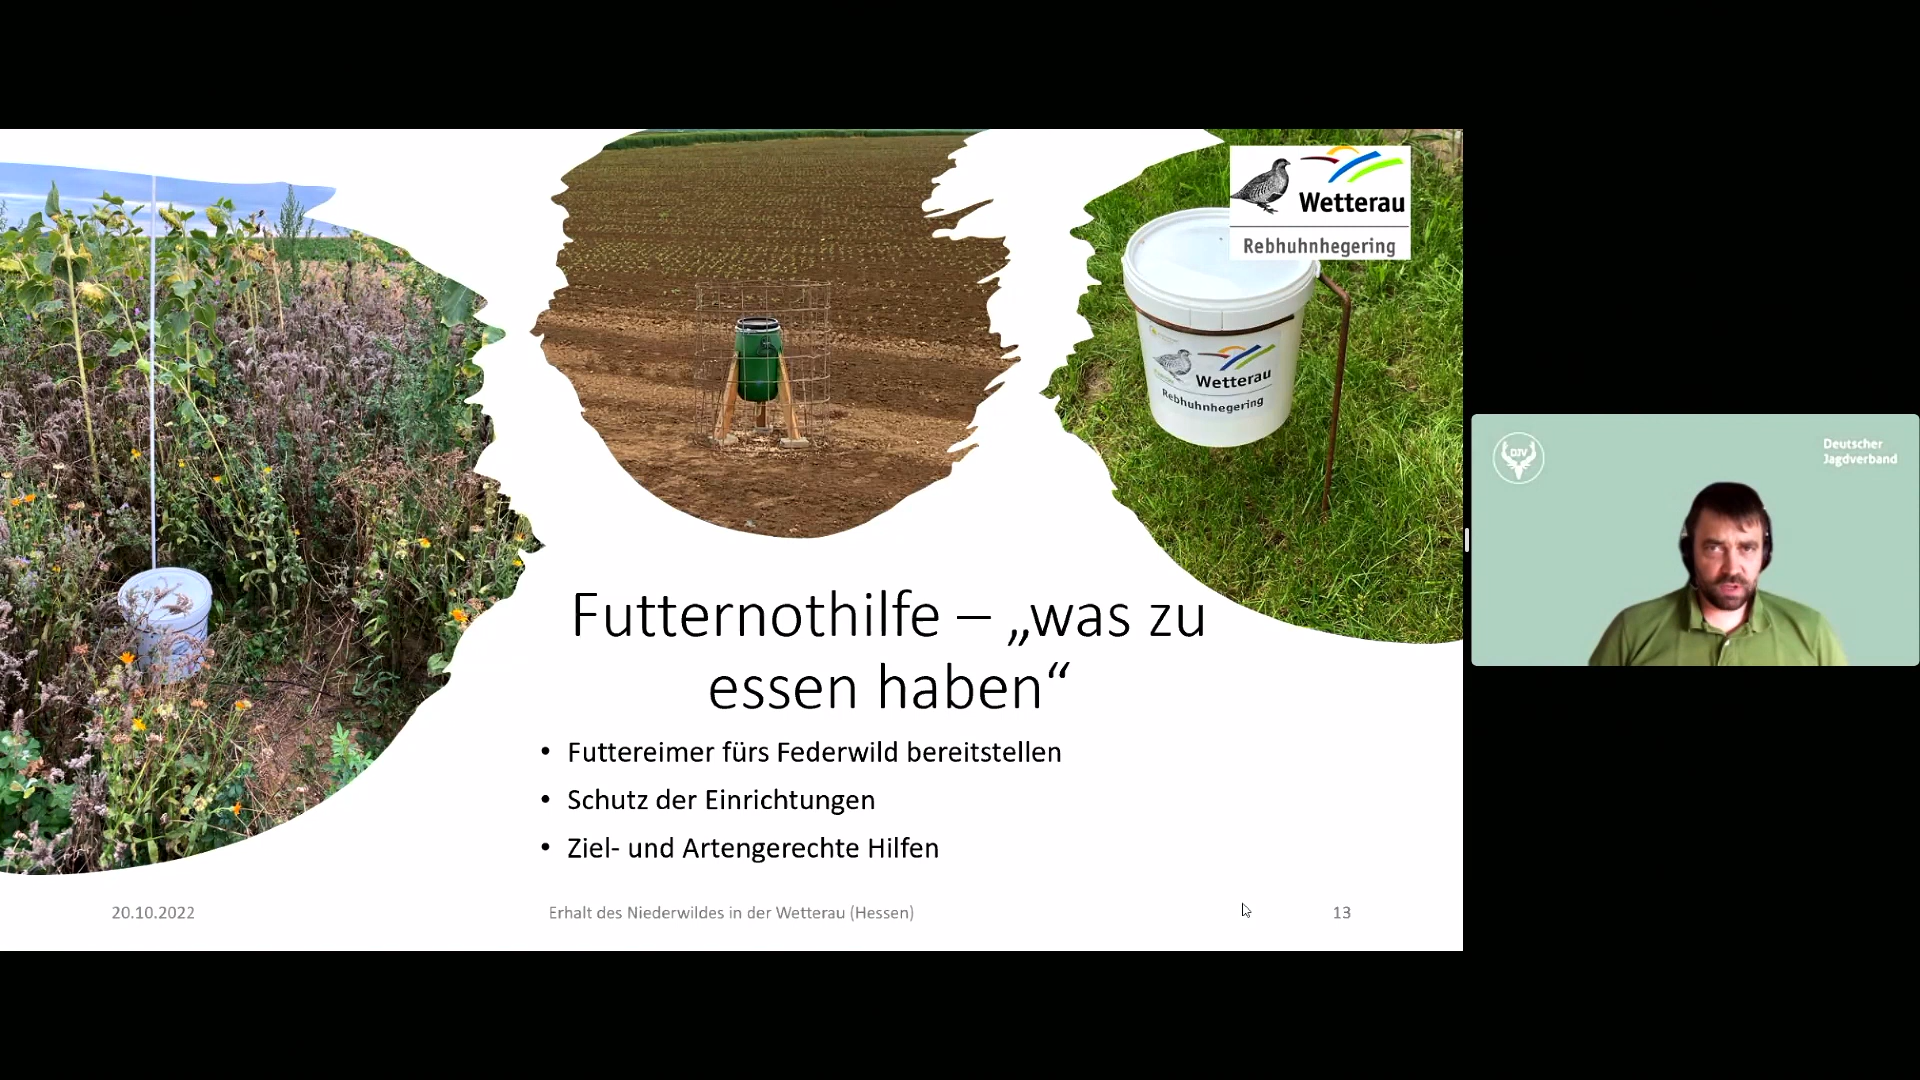 Wetterau
Rebhuhnhegering
Wetterau
Rebhuhnhegering
Futternothilfe – „was zu
essen haben“
• Futtereimer fürs Federwild bereitstellen
• Schutz der Einrichtungen
• Ziel- und Artengerechte Hilfen
20.10.2022
Erhalt des Niederwildes in der Wetterau (Hessen)
13
DJV
Deutscher
Jagdverband